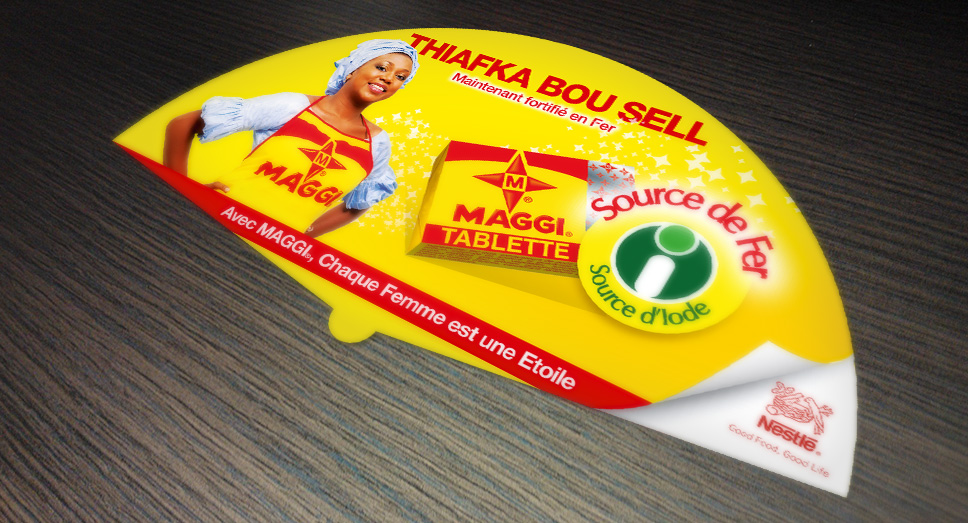 THIAFKA BOU SELL
Maintenant fortifié en Fer
M
MAGGI
M
MAGGI®
TABLETTE
Source de Fer
i
Source d'Iode
Avec MAGGI®, Chaque Femme est une Etoile
Nestlé®
Good Food, Good Life